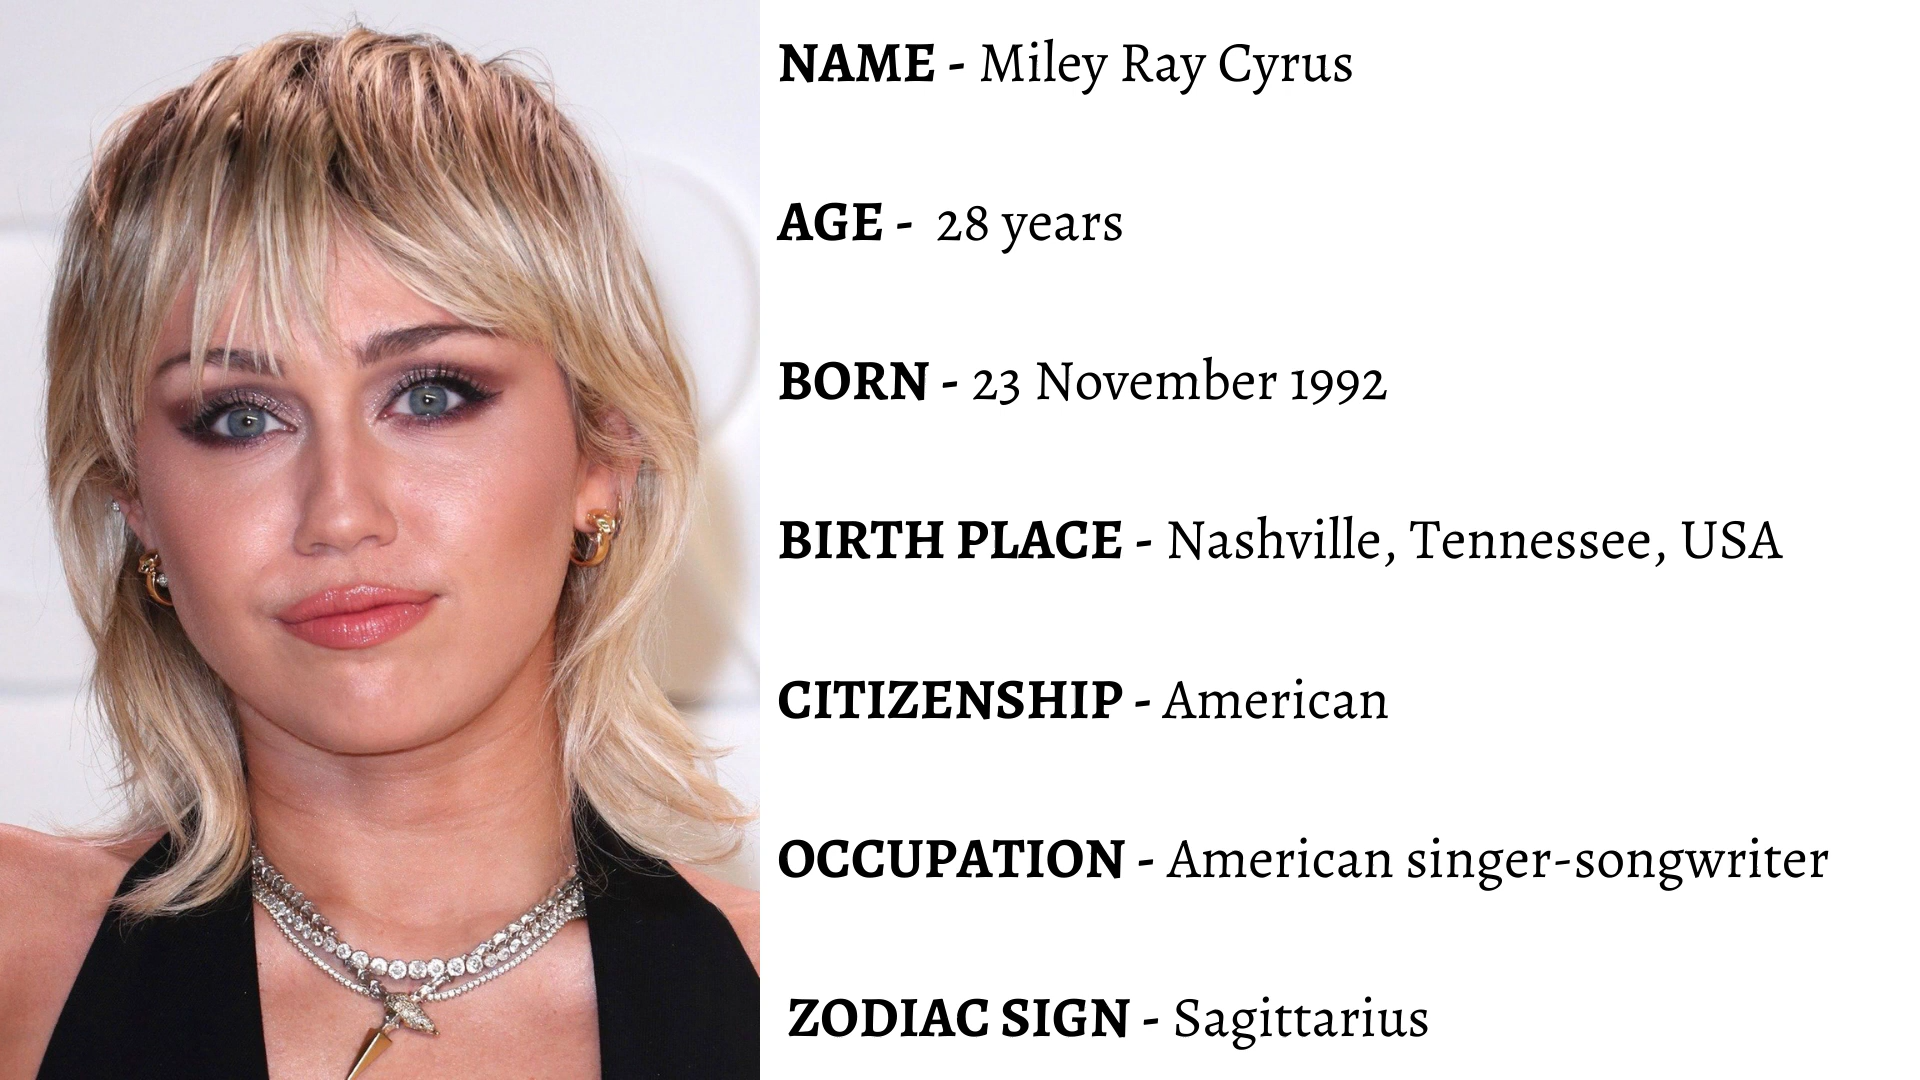 NAME - Miley Ray Cyrus
AGE - 28 years
BORN - 23 November 1992
BIRTH PLACE - Nashville, Tennessee, USA
CITIZENSHIP - American
OCCUPATION - American singer-songwriter
ZODIAC SIGN - Sagittarius